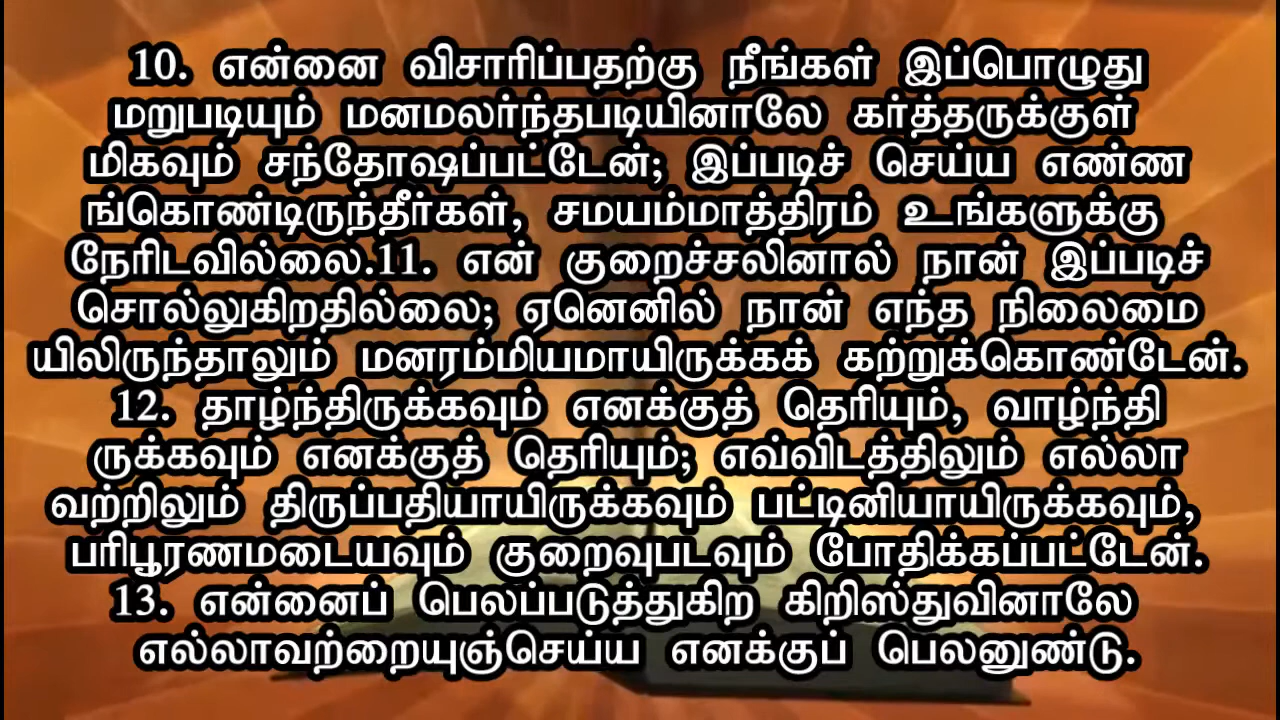 10. என்னை விசாரிப்பதற்கு நீங்கள் இப்பொழுது
மறுபடியும் மனமலர்ந்தபடியினாலே கர்த்தருக்குள்
மிகவும் சந்தோஷப்பட்டேன்; இப்படிச் செய்ய எண்ண
ங்கொண்டிருந்தீர்கள், சமயம்மாத்திரம் உங்களுக்கு
நேரிடவில்லை.11. என் குறைச்சலினால் நான் இப்படிச்
சொல்லுகிறதில்லை; ஏனெனில் நான் எந்த நிலைமை
யிலிருந்தாலும் மனரம்மியமாயிருக்கக் கற்றுக்கொண்டேன்.
12. தாழ்ந்திருக்கவும் எனக்குத் தெரியும், வாழ்ந்தி
ருக்கவும் எனக்குத் தெரியும்; எவ்விடத்திலும் எல்லா
வற்றிலும் திருப்பதியாயிருக்கவும் பட்டினியாயிருக்கவும்,
பரிபூரணமடையவும் குறைவுபடவும் போதிக்கப்பட்டேன்.
13. என்னைப் பெலப்படுத்துகிற கிறிஸ்துவினாலே
எல்லாவற்றையுஞ்செய்ய எனக்குப் பெலனுண்டு.